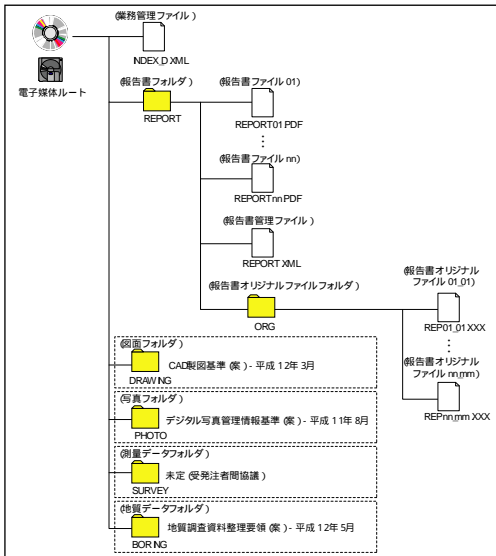 (業務管理ファイル)
INDEX_D.XML
電子媒体ルート
(報告書フォルダ)
REPORT
(報告書ファイル 01)
REPORT01.PDF
⋮
(報告書ファイル nn)
REPORTnn.PDF
(報告書管理ファイル)
REPORT.XML
(報告書オリジナルファイルフォルダ)
ORG
(報告書オリジナル
ファイル 01_01)
REP01_01.XXX
⋮
(報告書オリジナル
ファイル nn_mm)
REPnn_mm.XXX
(図面フォルダ)
CAD製図基準(案)- 平成12年3月
DRAWING
(写真フォルダ)
デジタル写真管理情報基準(案)- 平成11年8月
PHOTO
(測量データフォルダ)
未定(受発注者間協議)
SURVEY
(地質データフォルダ)
地質調査資料整理要領(案)- 平成12年5月
BORING